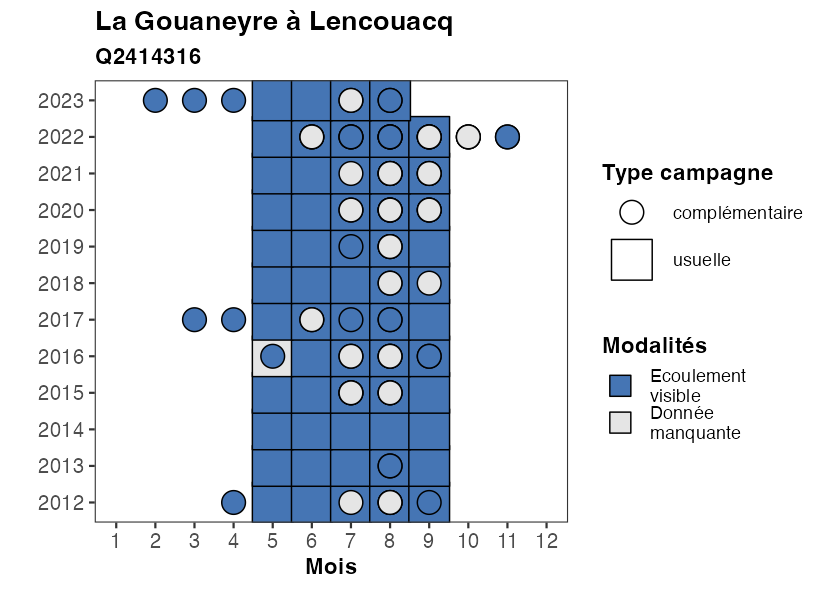 La Gouaneyre à Lencouacq
Q2414316
2023
2022
2021
2020
2019
2018
2017
2016
2015
2014
2013
2012
1 2 3 4 5 6 7 8 9 10 11 12
Mois
Type campagne
complémentaire
usuelle
Modalités
Ecoulement
visible
Donnée
manquante